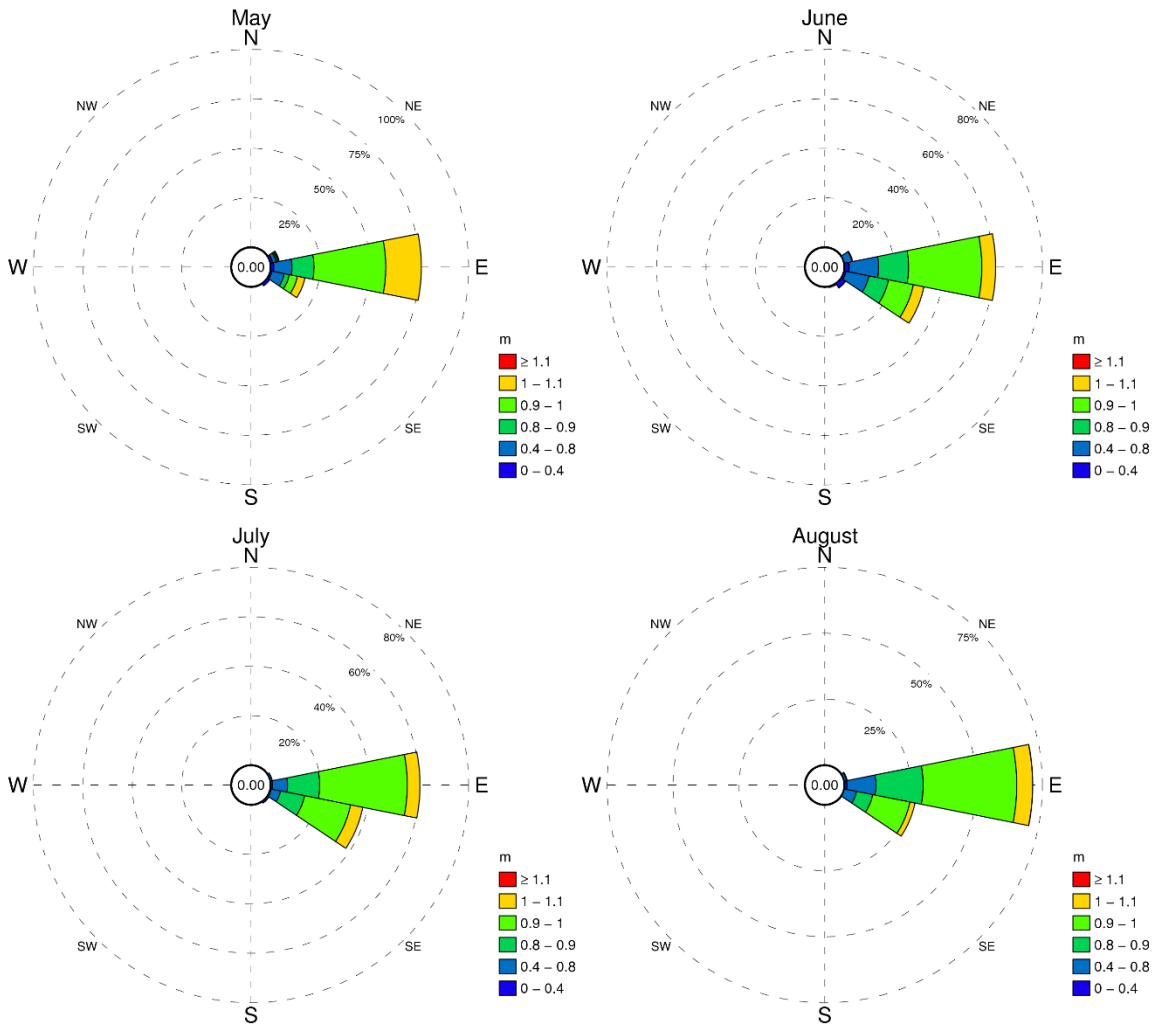 May
N
NW
NE
100%
75%
50%
25%
W
0.00
E
SW
SE
S
m
≥ 1.1
1 – 1.1
0.9 – 1
0.8 – 0.9
0.4 – 0.8
0 – 0.4
June
N
NW
NE
80%
60%
40%
20%
W
0.00
E
SW
SE
S
m
≥ 1.1
1 – 1.1
0.9 – 1
0.8 – 0.9
0.4 – 0.8
0 – 0.4
July
N
NW
NE
80%
60%
40%
20%
W
0.00
E
SW
SE
S
m
≥ 1.1
1 – 1.1
0.9 – 1
0.8 – 0.9
0.4 – 0.8
0 – 0.4
August
N
NW
NE
75%
50%
25%
W
0.00
E
SW
SE
S
m
≥ 1.1
1 – 1.1
0.9 – 1
0.8 – 0.9
0.4 – 0.8
0 – 0.4